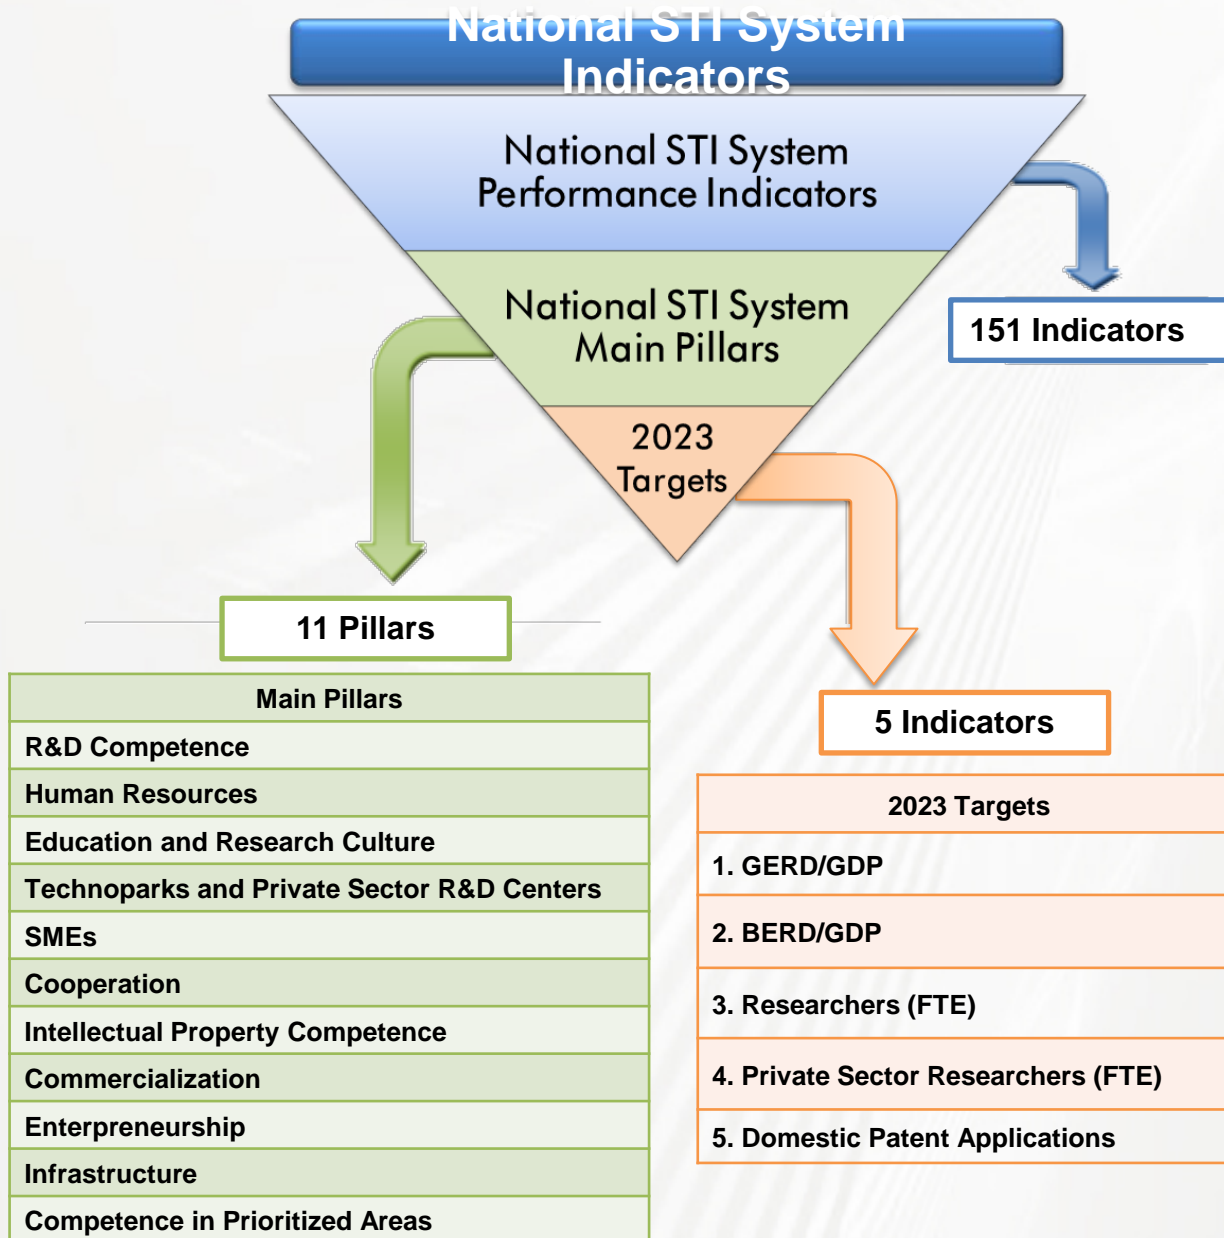 National STI System
Indicators
National STI System
Performance Indicators
151 Indicators
National STI System
Main Pillars
2023
Targets
11 Pillars
Main Pillars
R&D Competence
Human Resources
Education and Research Culture
Technoparks and Private Sector R&D Centers
SMEs
Cooperation
Intellectual Property Competence
Commercialization
Enterpreneurship
Infrastructure
Competence in Prioritized Areas
5 Indicators
2023 Targets
1. GERD/GDP
2. BERD/GDP
3. Researchers (FTE)
4. Private Sector Researchers (FTE)
5. Domestic Patent Applications